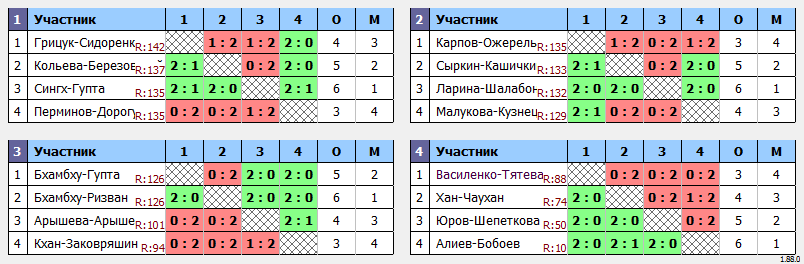 1 Участник 1 2 3 4 О М
1 Грицук-Сидоренк R:142 1 : 2 1 : 2 2 : 0 4 3
2 Кольева-Березов R:137 2 : 1 0 : 2 2 : 0 5 2
3 Сингх-Гупта R:135 2 : 1 2 : 0 2 : 1 6 1
4 Перминов-Дорог R:135 0 : 2 0 : 2 1 : 2 3 4
2 Участник 1 2 3 4 О М
1 Карпов-Ожерель R:135 1 : 2 0 : 2 1 : 2 3 4
2 Сыркин-Кашички R:133 2 : 1 0 : 2 2 : 0 5 2
3 Ларина-Шалабо R:132 2 : 0 2 : 0 2 : 0 6 1
4 Малукова-Кузнец R:129 2 : 1 0 : 2 0 : 2 4 3
3 Участник 1 2 3 4 О М
1 Бхамбху-Гупта R:126 0 : 2 2 : 0 2 : 0 5 2
2 Бхамбху-Ризван R:126 2 : 0 2 : 0 2 : 0 6 1
3 Арышева-Арыше R:101 0 : 2 0 : 2 2 : 1 4 3
4 Кхан-Заковряшин R:94 0 : 2 0 : 2 1 : 2 3 4
4 Участник 1 2 3 4 О М
1 Василенко-Тятева R:88 0 : 2 0 : 2 0 : 2 3 4
2 Хан-Чаухан R:74 2 : 0 0 : 2 1 : 2 4 3
3 Юров-Шепеткова R:50 2 : 0 2 : 0 0 : 2 5 2
4 Алиев-Бобоев R:10 2 : 0 2 : 1 2 : 0 6 1
1.88.0